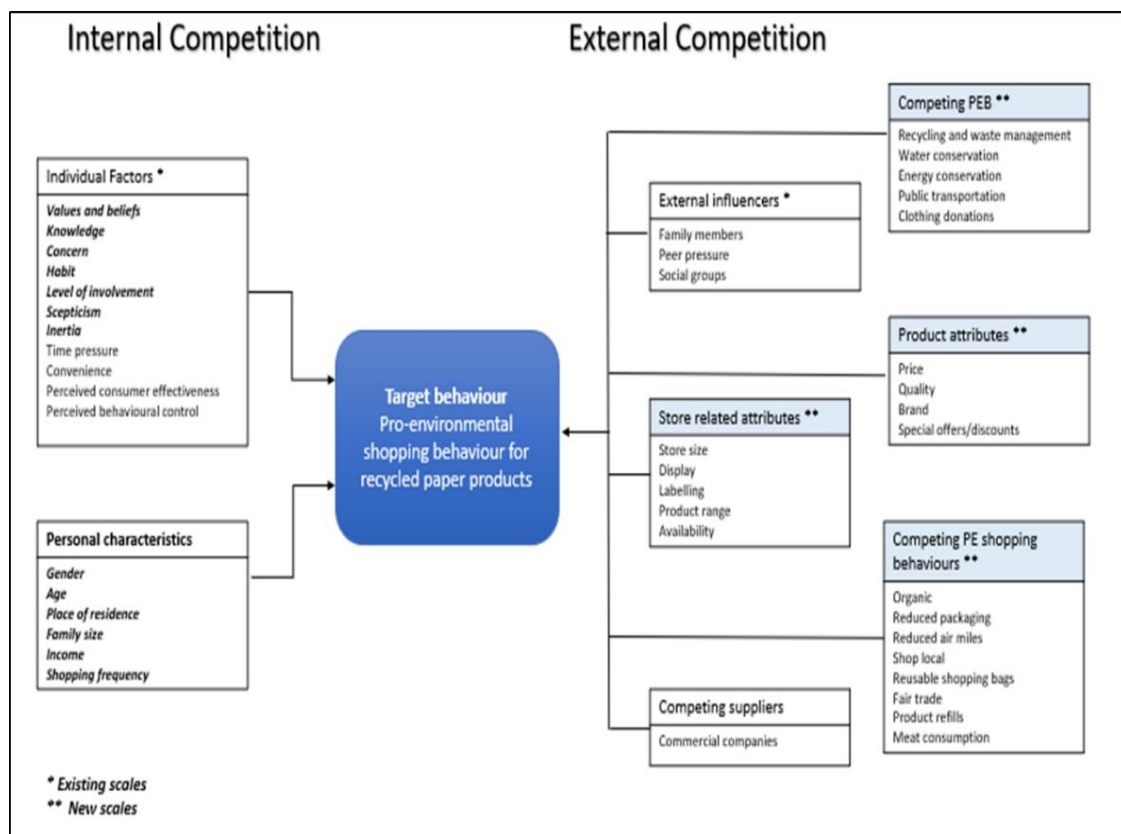 Internal Competition
External Competition
Individual Factors *
Values and beliefs
Knowledge
Concern
Habit
Level of involvement
Scepticism
Inertia
Time pressure
Convenience
Perceived consumer effectiveness
Perceived behavioural control
Personal characteristics
Gender
Age
Place of residence
Family size
Income
Shopping frequency
* Existing scales
** New scales
Target behaviour
Pro-environmental
shopping behaviour for
recycled paper products
External influencers *
Family members
Peer pressure
Social groups
Store related attributes **
Store size
Display
Labelling
Product range
Availability
Competing suppliers
Commercial companies
Competing PEB **
Recycling and waste management
Water conservation
Energy conservation
Public transportation
Clothing donations
Product attributes **
Price
Quality
Brand
Special offers/discounts
Competing PE shopping
behaviours **
Organic
Reduced packaging
Reduced air miles
Shop local
Reusable shopping bags
Fair trade
Product refills
Meat consumption